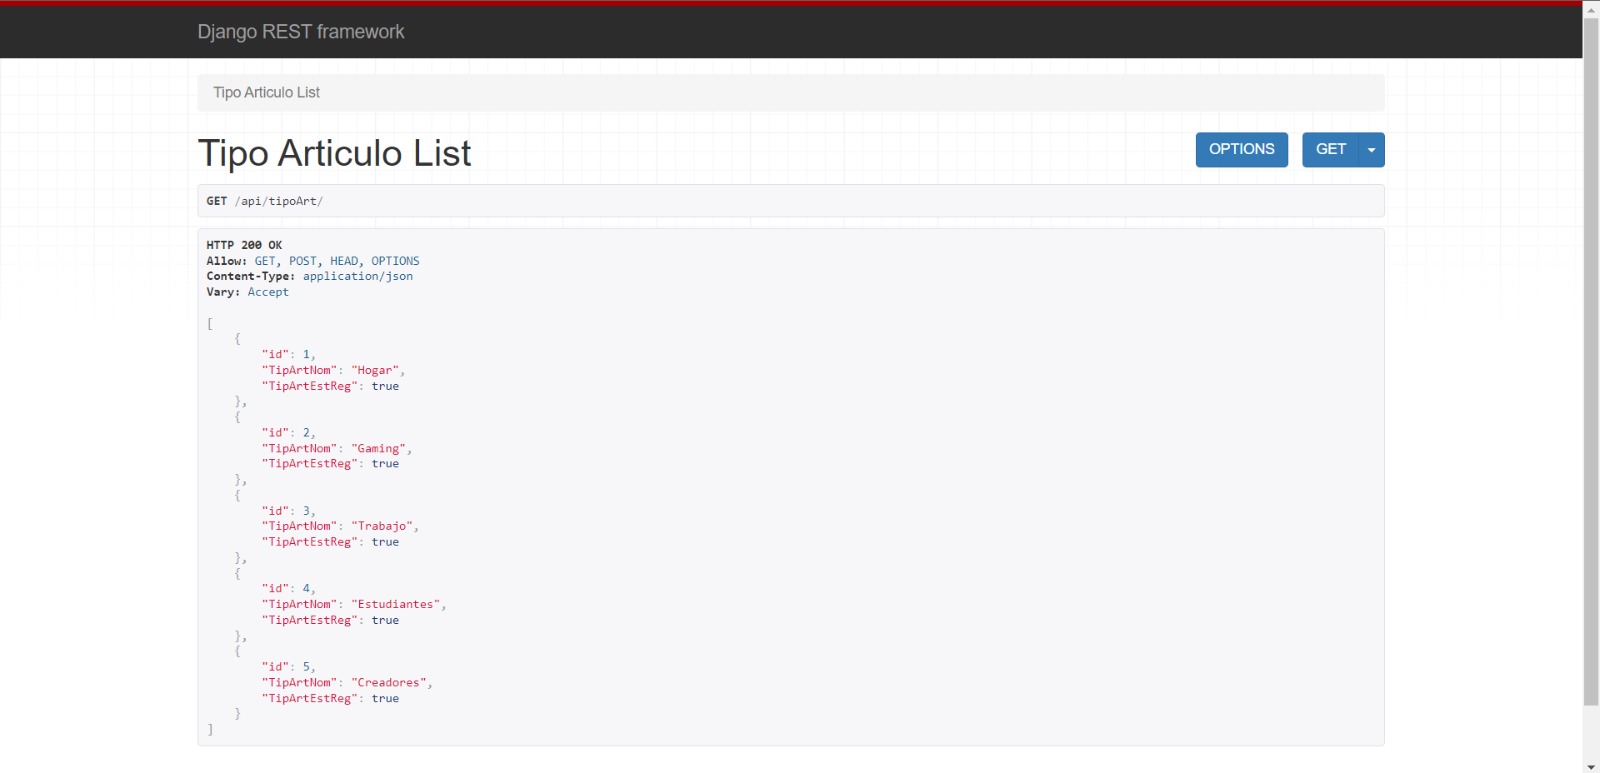 Django REST framework
Tipo Articulo List
Tipo Articulo List
OPTIONS
GET
GET /api/tipoArt/
HTTP 200 OK
Allow: GET, POST, HEAD, OPTIONS
Content-Type: application/json
Vary: Accept
[
    {
        "id": 1,
        "TipArtNom": "Hogar",
        "TipArtEstReg": true
    },
    {
        "id": 2,
        "TipArtNom": "Gaming",
        "TipArtEstReg": true
    },
    {
        "id": 3,
        "TipArtNom": "Trabajo",
        "TipArtEstReg": true
    },
    {
        "id": 4,
        "TipArtNom": "Estudiantes",
        "TipArtEstReg": true
    },
    {
        "id": 5,
        "TipArtNom": "Creadores",
        "TipArtEstReg": true
    }
]